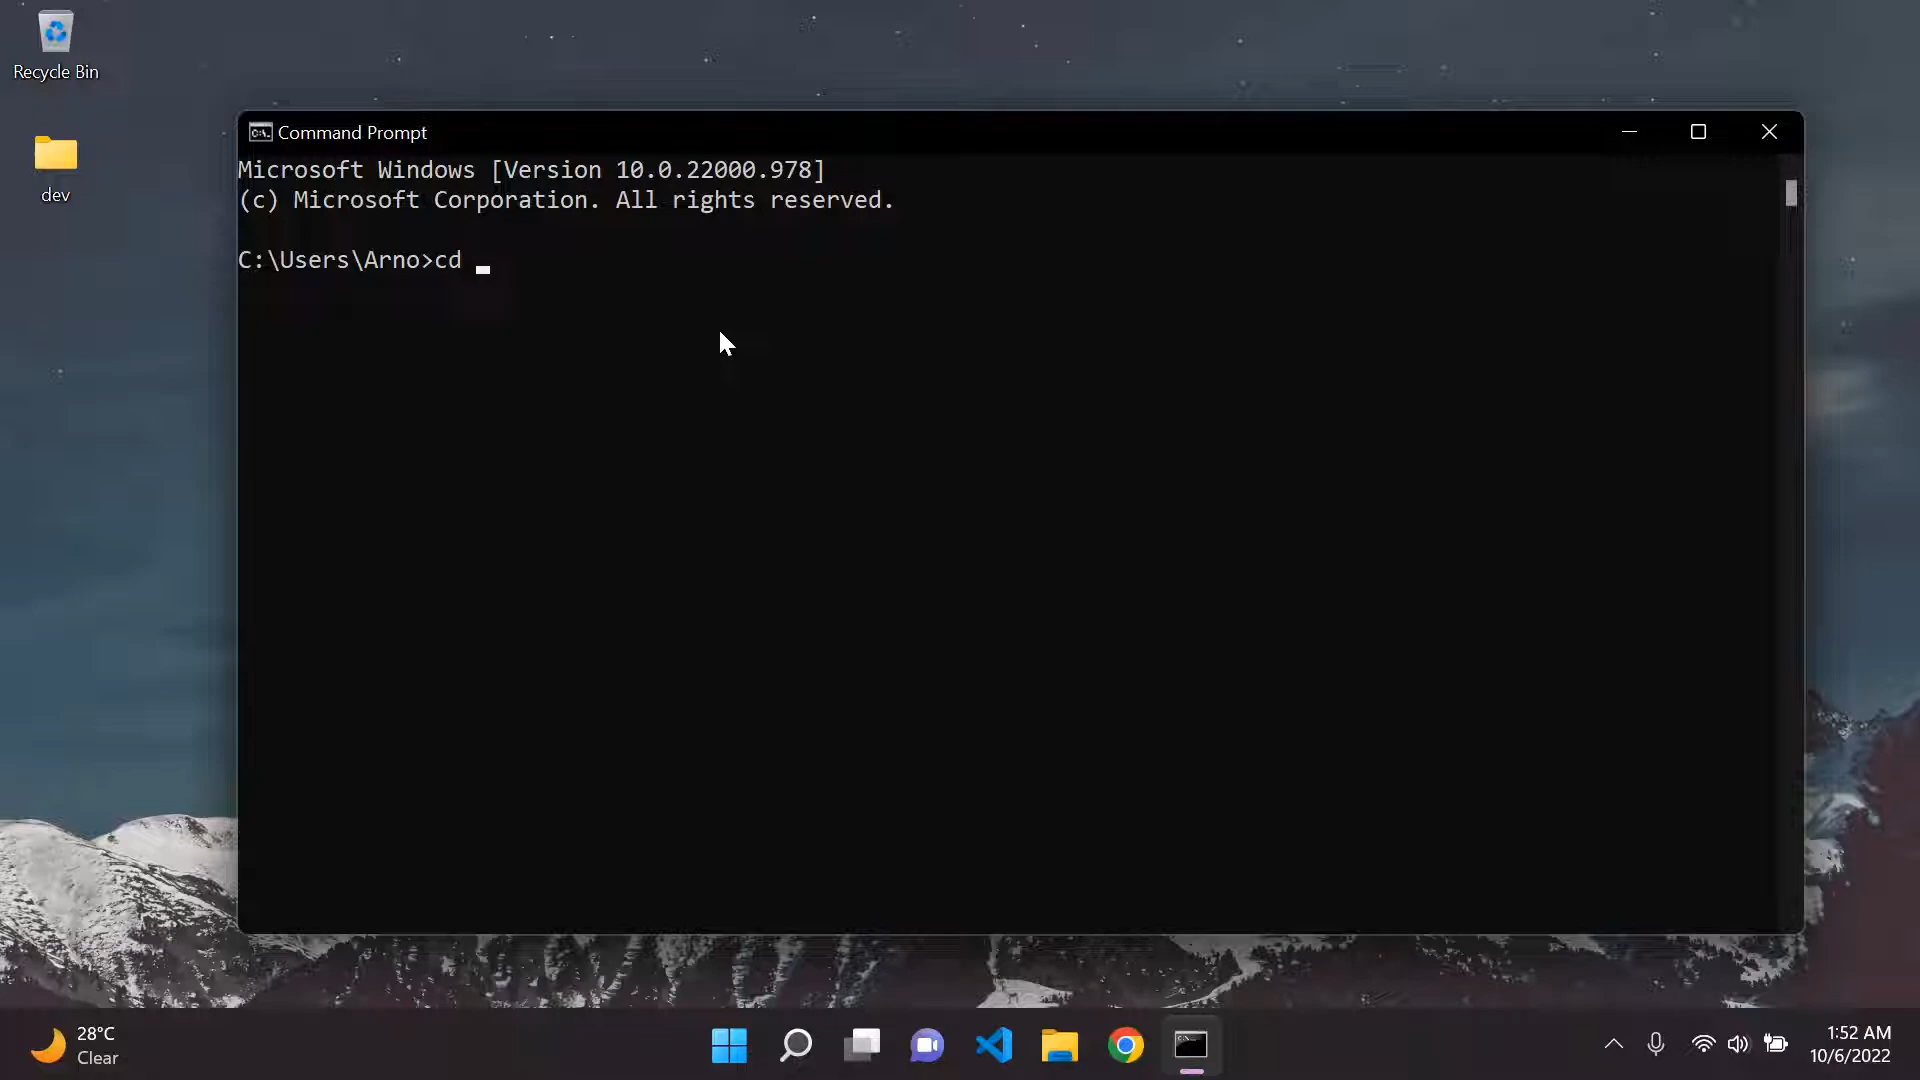 Recycle Bin
dev
Command Prompt
Microsoft Windows [Version 10.0.22000.978]
(c) Microsoft Corporation. All rights reserved.
C:\Users\Arno>cd
28°C
Clear
1:52 AM
10/6/2022